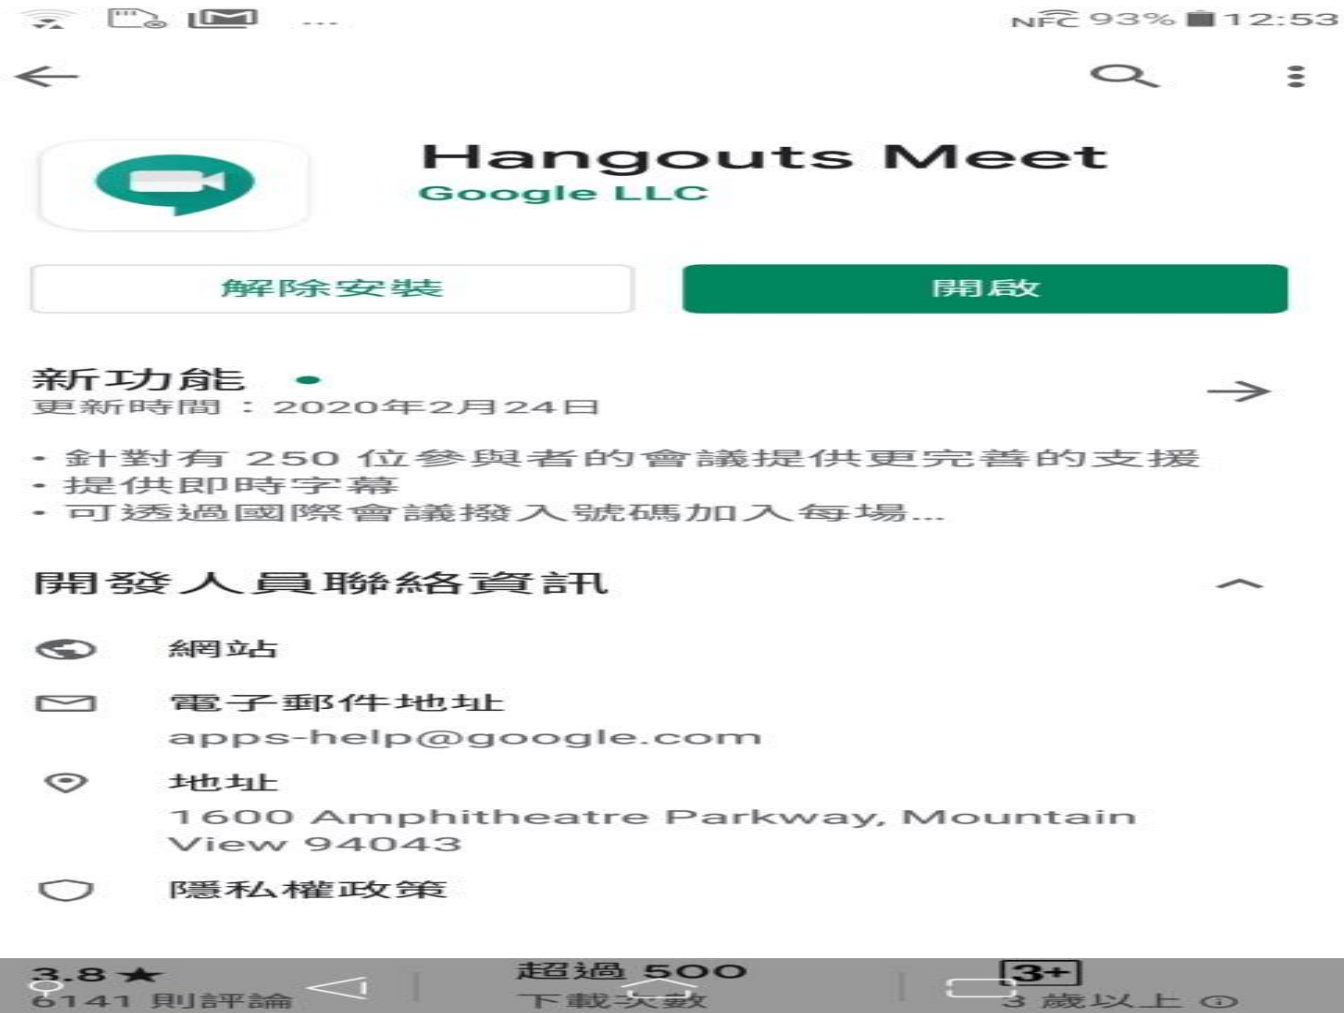 NFC 93% 12:53
Hangouts Meet
Google LLC
解除安裝
開啟
新功能
更新時間：2020年2月24日
• 針對有 250 位參與者的會議提供更完善的支援
• 提供即時字幕
• 可透過國際會議撥入號碼加入每場...
開發人員聯絡資訊
網站
電子郵件地址
apps-help@google.com
地址
1600 Amphitheatre Parkway, Mountain
View 94043
隱私權政策
3.8 ★
6141 則評論
超過 500
下載次數
3+
3 歲以上